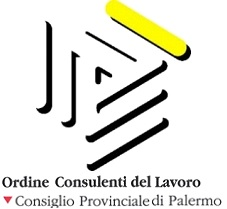 Ordine Consulenti del Lavoro
Consiglio Provinciale di Palermo